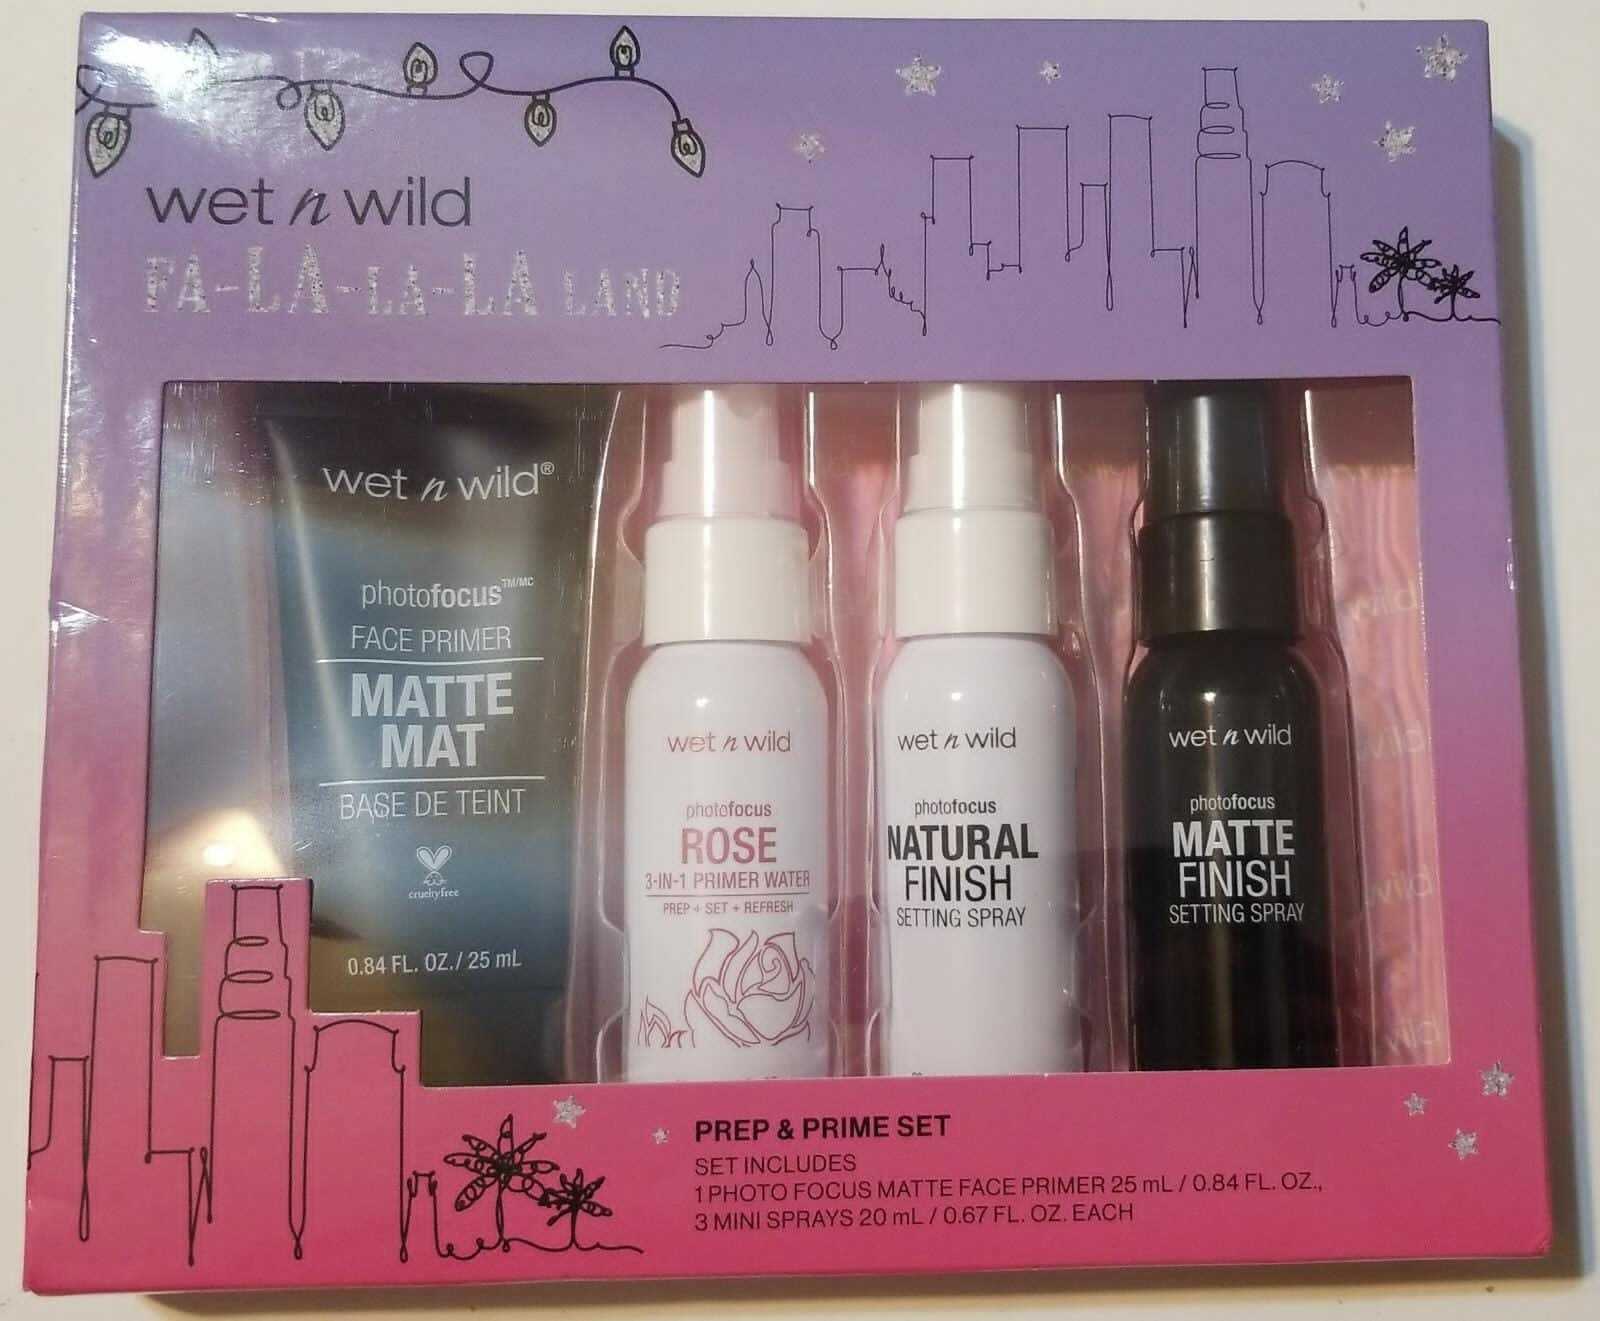 wet n wild
FA-LA-LA-LA LAND
wet n wild®
photofocus™/MC
FACE PRIMER
MATTE
MAT
BASE DE TEINT
crueltyfree
0.84 FL. OZ./ 25 mL
wet n wild
photofocus
ROSE
3-IN-1 PRIMER WATER
PREP + SET + REFRESH
wet n wild
photofocus
NATURAL
FINISH
SETTING SPRAY
wet n wild
photofocus
MATTE
FINISH
SETTING SPRAY
wild
wild
wild
PREP & PRIME SET
SET INCLUDES
1 PHOTO FOCUS MATTE FACE PRIMER 25 mL / 0.84 FL. OZ.,
3 MINI SPRAYS 20 mL / 0.67 FL. OZ. EACH